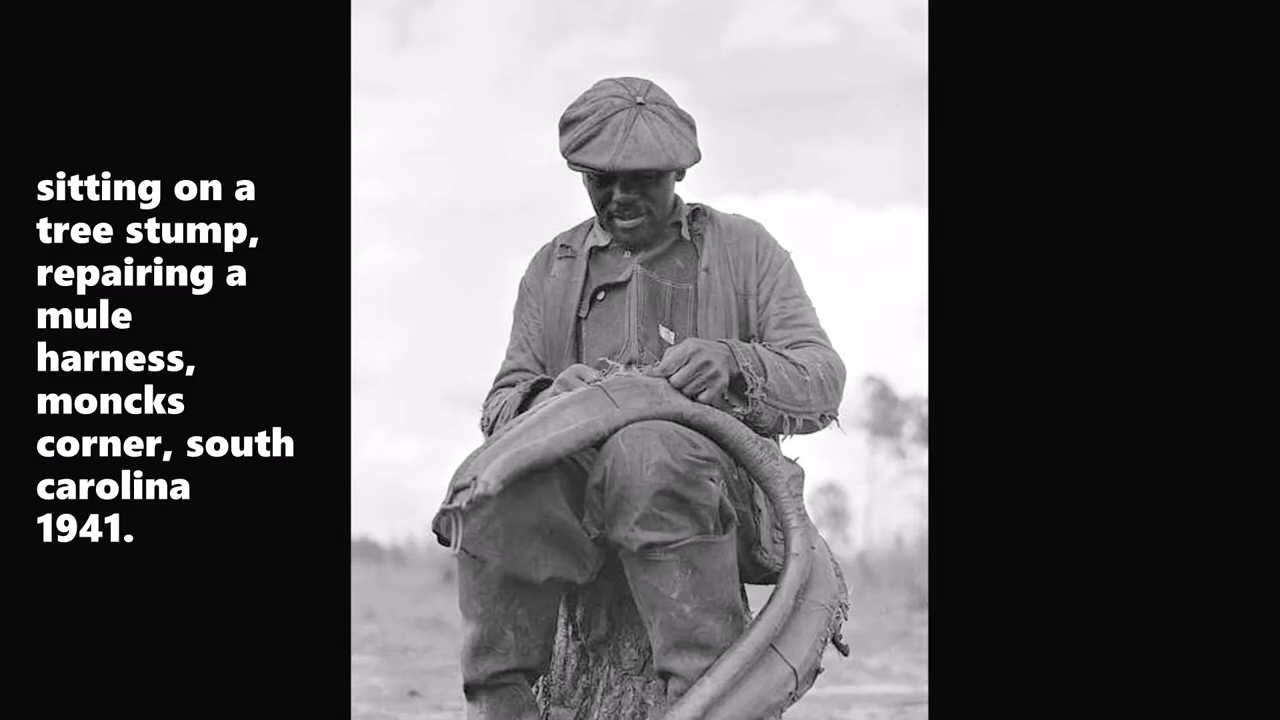 sitting on a
tree stump,
repairing a
mule
harness,
moncks
corner, south
carolina
1941.